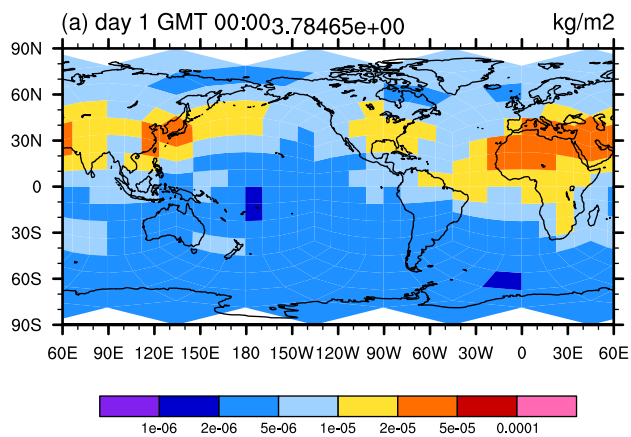 (a) day 1 GMT 00:00 3.78465e+00 kg/m2
90N
60N
30N
0
30S
60S
90S
60E 90E 120E 150E 180 150W 120W 90W 60W 30W 0 30E 60E
1e-06 2e-06 5e-06 1e-05 2e-05 5e-05 0.0001